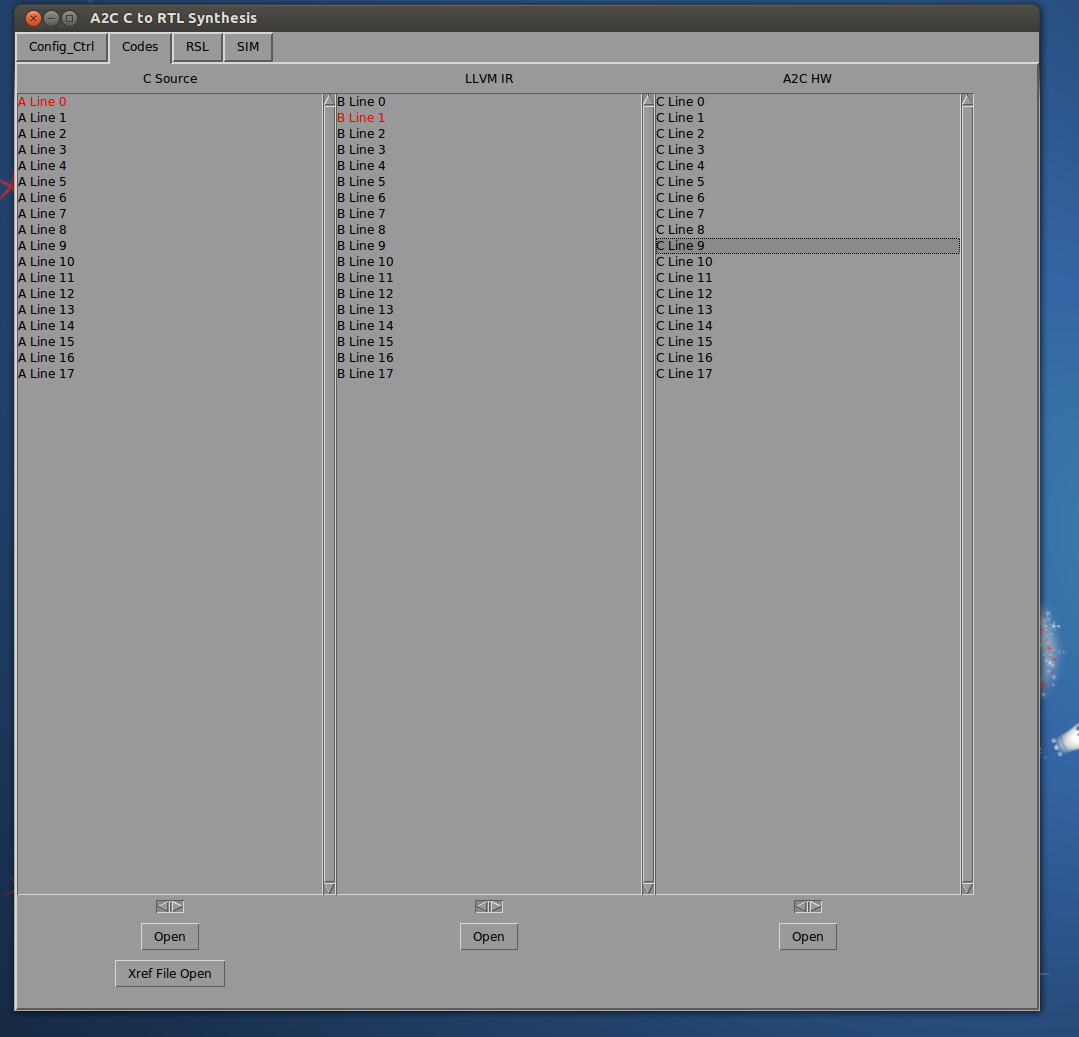 A2C C to RTL Synthesis
Config_Ctrl Codes RSL SIM
C Source LLVM IR A2C HW
A Line 0 B Line 0 C Line 0
A Line 1 B Line 1 C Line 1
A Line 2 B Line 2 C Line 2
A Line 3 B Line 3 C Line 3
A Line 4 B Line 4 C Line 4
A Line 5 B Line 5 C Line 5
A Line 6 B Line 6 C Line 6
A Line 7 B Line 7 C Line 7
A Line 8 B Line 8 C Line 8
A Line 9 B Line 9 C Line 9
A Line 10 B Line 10 C Line 10
A Line 11 B Line 11 C Line 11
A Line 12 B Line 12 C Line 12
A Line 13 B Line 13 C Line 13
A Line 14 B Line 14 C Line 14
A Line 15 B Line 15 C Line 15
A Line 16 B Line 16 C Line 16
A Line 17 B Line 17 C Line 17
Open Open Open
Xref File Open